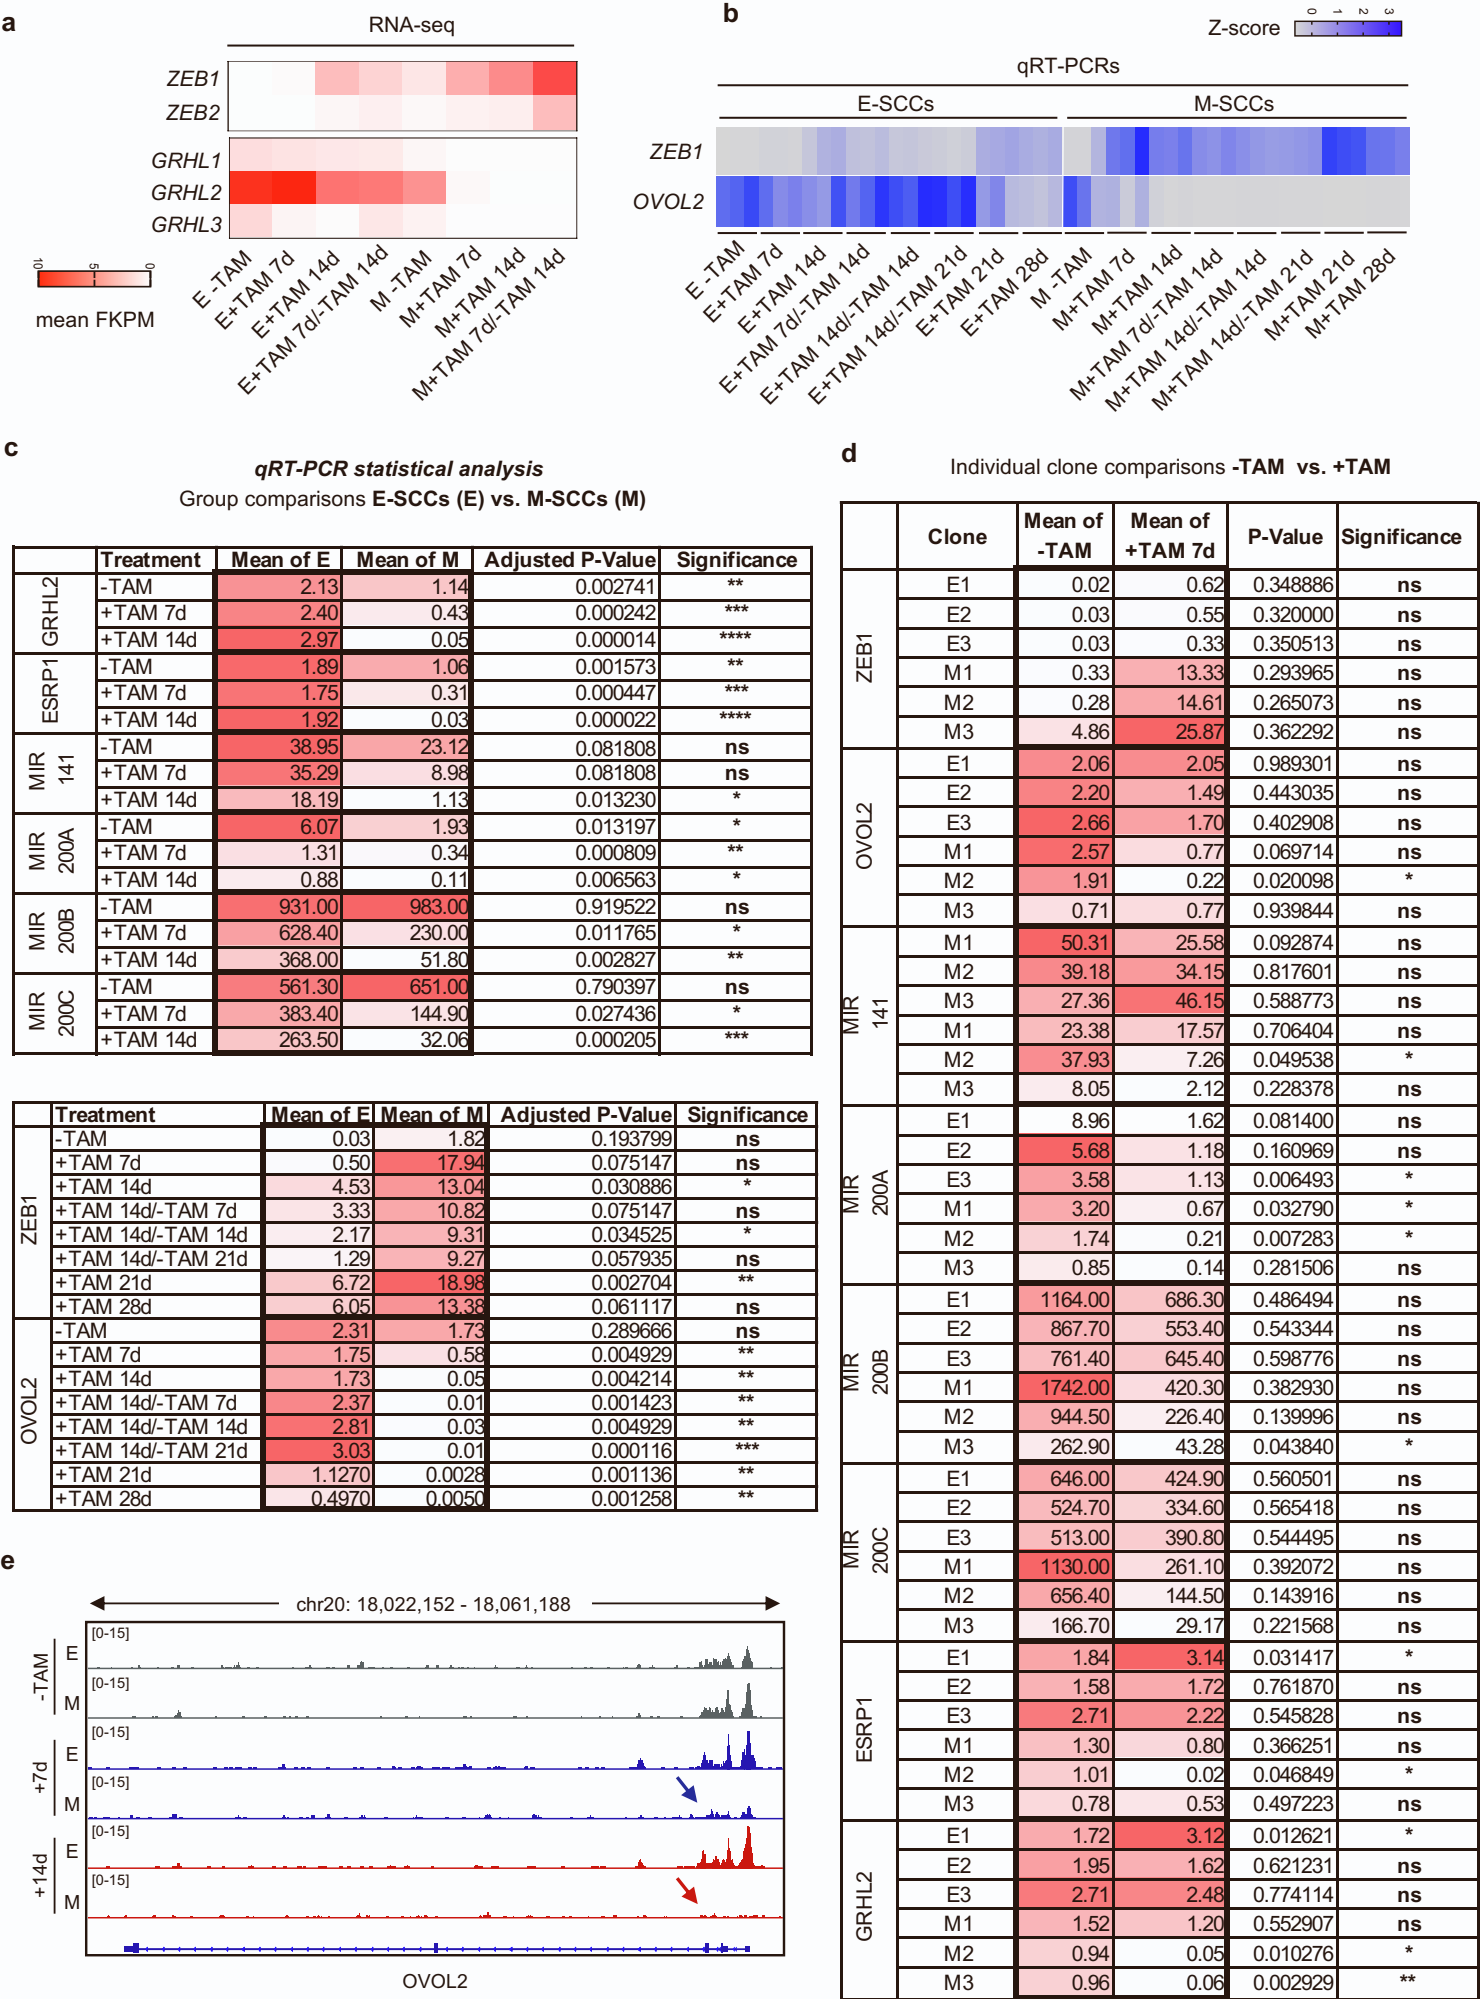 a
RNA-seq
ZEB1
ZEB2
GRHL1
GRHL2
GRHL3
10 5 0
mean FKPM
E -TAM
E+TAM 7d
E+TAM 14d
E+TAM 7d/-TAM 14d
M -TAM
M+TAM 7d
M+TAM 14d
M+TAM 7d/-TAM 14d
b
Z-score
0 1 2 3
qRT-PCRs
E-SCCs M-SCCs
ZEB1
OVOL2
E -TAM
E+TAM 7d
E+TAM 14d
E+TAM 7d/-TAM 14d
E+TAM 14d/-TAM 14d
E+TAM 14d/-TAM 21d
E+TAM 21d
E+TAM 28d
M -TAM
M+TAM 7d
M+TAM 14d
M+TAM 7d/-TAM 14d
M+TAM 14d/-TAM 14d
M+TAM 14d/-TAM 21d
M+TAM 21d
M+TAM 28d
c
qRT-PCR statistical analysis
Group comparisons E-SCCs (E) vs. M-SCCs (M)
Treatment Mean of E Mean of M Adjusted P-Value Significance
GRHL2
-TAM 2.13 1.14 0.002741 **
+TAM 7d 2.40 0.43 0.000242 ***
+TAM 14d 2.97 0.05 0.000014 ****
ESRP1
-TAM 1.89 1.06 0.001573 **
+TAM 7d 1.75 0.31 0.000447 ***
+TAM 14d 1.92 0.03 0.000022 ****
MIR 141
-TAM 38.95 23.12 0.081808 ns
+TAM 7d 35.29 8.98 0.081808 ns
+TAM 14d 18.19 1.13 0.013230 *
MIR 200A
-TAM 6.07 1.93 0.013197 *
+TAM 7d 1.31 0.34 0.000809 **
+TAM 14d 0.88 0.11 0.006563 *
MIR 200B
-TAM 931.00 983.00 0.919522 ns
+TAM 7d 628.40 230.00 0.011765 *
+TAM 14d 368.00 51.80 0.002827 **
MIR 200C
-TAM 561.30 651.00 0.790397 ns
+TAM 7d 383.40 144.90 0.027436 *
+TAM 14d 263.50 32.06 0.000205 ***
Treatment Mean of E Mean of M Adjusted P-Value Significance
ZEB1
-TAM 0.03 1.82 0.193799 ns
+TAM 7d 0.50 17.94 0.075147 ns
+TAM 14d 4.53 13.04 0.030886 *
+TAM 14d/-TAM 7d 3.33 10.82 0.075147 ns
+TAM 14d/-TAM 14d 2.17 9.31 0.034525 *
+TAM 14d/-TAM 21d 1.29 9.27 0.057935 ns
+TAM 21d 6.72 18.98 0.002704 **
+TAM 28d 6.05 13.38 0.061117 ns
OVOL2
-TAM 2.31 1.73 0.289666 ns
+TAM 7d 1.75 0.58 0.004929 **
+TAM 14d 1.73 0.05 0.004214 **
+TAM 14d/-TAM 7d 2.37 0.01 0.001423 **
+TAM 14d/-TAM 14d 2.81 0.03 0.004929 **
+TAM 14d/-TAM 21d 3.03 0.01 0.000116 ***
+TAM 21d 1.1270 0.0028 0.001136 **
+TAM 28d 0.4970 0.0050 0.001258 **
d
Individual clone comparisons -TAM vs. +TAM
Clone Mean of -TAM Mean of +TAM 7d P-Value Significance
ZEB1
E1 0.02 0.62 0.348886 ns
E2 0.03 0.55 0.320000 ns
E3 0.03 0.33 0.350513 ns
M1 0.33 13.33 0.293965 ns
M2 0.28 14.61 0.265073 ns
M3 4.86 25.87 0.362292 ns
OVOL2
E1 2.06 2.05 0.989301 ns
E2 2.20 1.49 0.443035 ns
E3 2.66 1.70 0.402908 ns
M1 2.57 0.77 0.069714 ns
M2 1.91 0.22 0.020098 *
M3 0.71 0.77 0.939844 ns
MIR 141
M1 50.31 25.58 0.092874 ns
M2 39.18 34.15 0.817601 ns
M3 27.36 46.15 0.588773 ns
M1 23.38 17.57 0.706404 ns
M2 37.93 7.26 0.049538 *
M3 8.05 2.12 0.228378 ns
MIR 200A
E1 8.96 1.62 0.081400 ns
E2 5.68 1.18 0.160969 ns
E3 3.58 1.13 0.006493 *
M1 3.20 0.67 0.032790 *
M2 1.74 0.21 0.007283 *
M3 0.85 0.14 0.281506 ns
MIR 200B
E1 1164.00 686.30 0.486494 ns
E2 867.70 553.40 0.543344 ns
E3 761.40 645.40 0.598776 ns
M1 1742.00 420.30 0.382930 ns
M2 944.50 226.40 0.139996 ns
M3 262.90 43.28 0.043840 *
MIR 200C
E1 646.00 424.90 0.560501 ns
E2 524.70 334.60 0.565418 ns
E3 513.00 390.80 0.544495 ns
M1 1130.00 261.10 0.392072 ns
M2 656.40 144.50 0.143916 ns
M3 166.70 29.17 0.221568 ns
ESRP1
E1 1.84 3.14 0.031417 *
E2 1.58 1.72 0.761870 ns
E3 2.71 2.22 0.545828 ns
M1 1.30 0.80 0.366251 ns
M2 1.01 0.02 0.046849 *
M3 0.78 0.53 0.497223 ns
GRHL2
E1 1.72 3.12 0.012621 *
E2 1.95 1.62 0.621231 ns
E3 2.71 2.48 0.774114 ns
M1 1.52 1.20 0.552907 ns
M2 0.94 0.05 0.010276 *
M3 0.96 0.06 0.002929 **
e
chr20: 18,022,152 - 18,061,188
-TAM
E [0-15]
M [0-15]
+7d
E [0-15]
M [0-15]
+14d
E [0-15]
M [0-15]
OVOL2